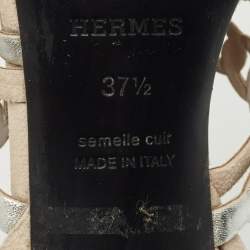 HERMES
37½
semelle cuir
MADE IN ITALY